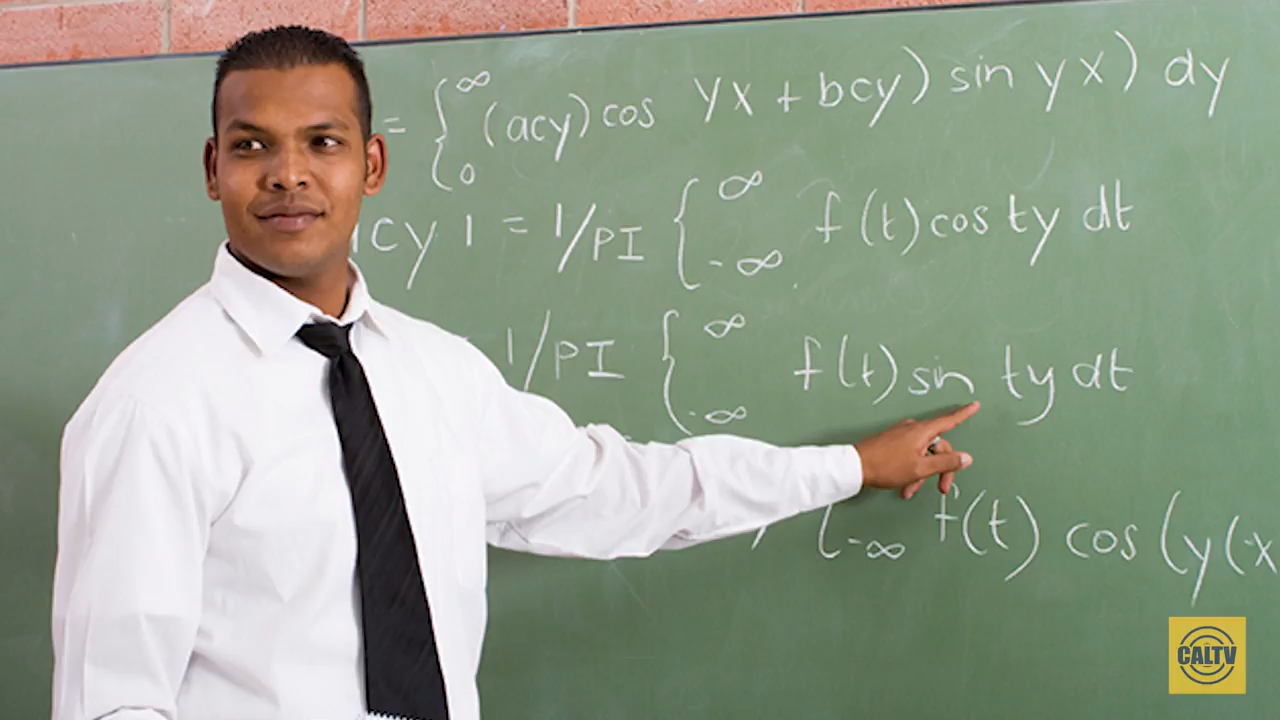 = { ∞ 0 (acy) cos yx + bcy) sin yx) dy
acy 1 = 1/PI { ∞ -∞ f(t) cos ty dt
1/PI { ∞ -∞ f(t) sin ty dt
{ -∞ f(t) cos (y(-x
CALTV